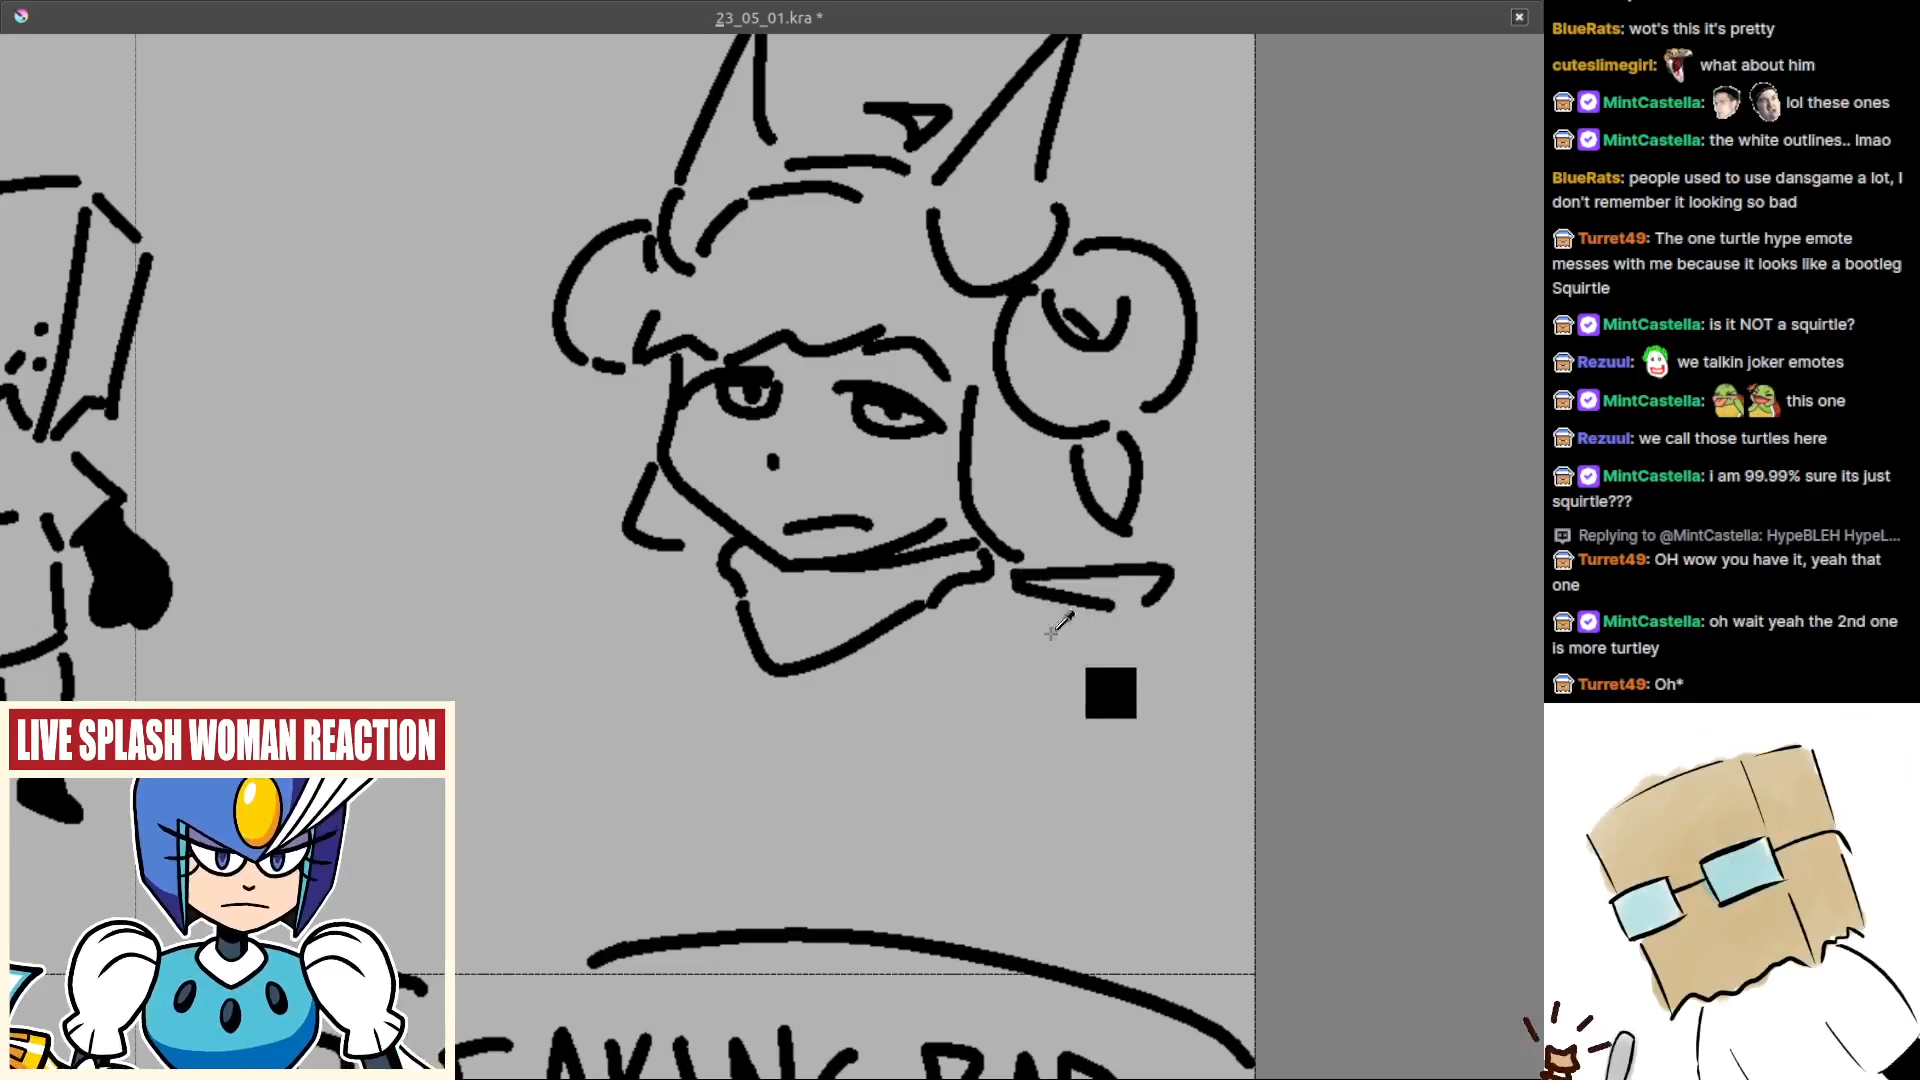 23_05_01.kra *
BlueRats: wot's this it's pretty
cuteslimegirl: what about him
MintCastella: lol these ones
MintCastella: the white outlines.. lmao
BlueRats: people used to use dansgame a lot, I
don't remember it looking so bad
Turret49: The one turtle hype emote
messes with me because it looks like a bootleg
Squirtle
MintCastella: is it NOT a squirtle?
Rezuul: we talkin joker emotes
MintCastella: this one
Rezuul: we call those turtles here
MintCastella: i am 99.99% sure its just
squirtle???
Replying to @MintCastella: HypeBLEH HypeL...
Turret49: OH wow you have it, yeah that
one
MintCastella: oh wait yeah the 2nd one
is more turtley
Turret49: Oh*
LIVE SPLASH WOMAN REACTION
EAKING BAD